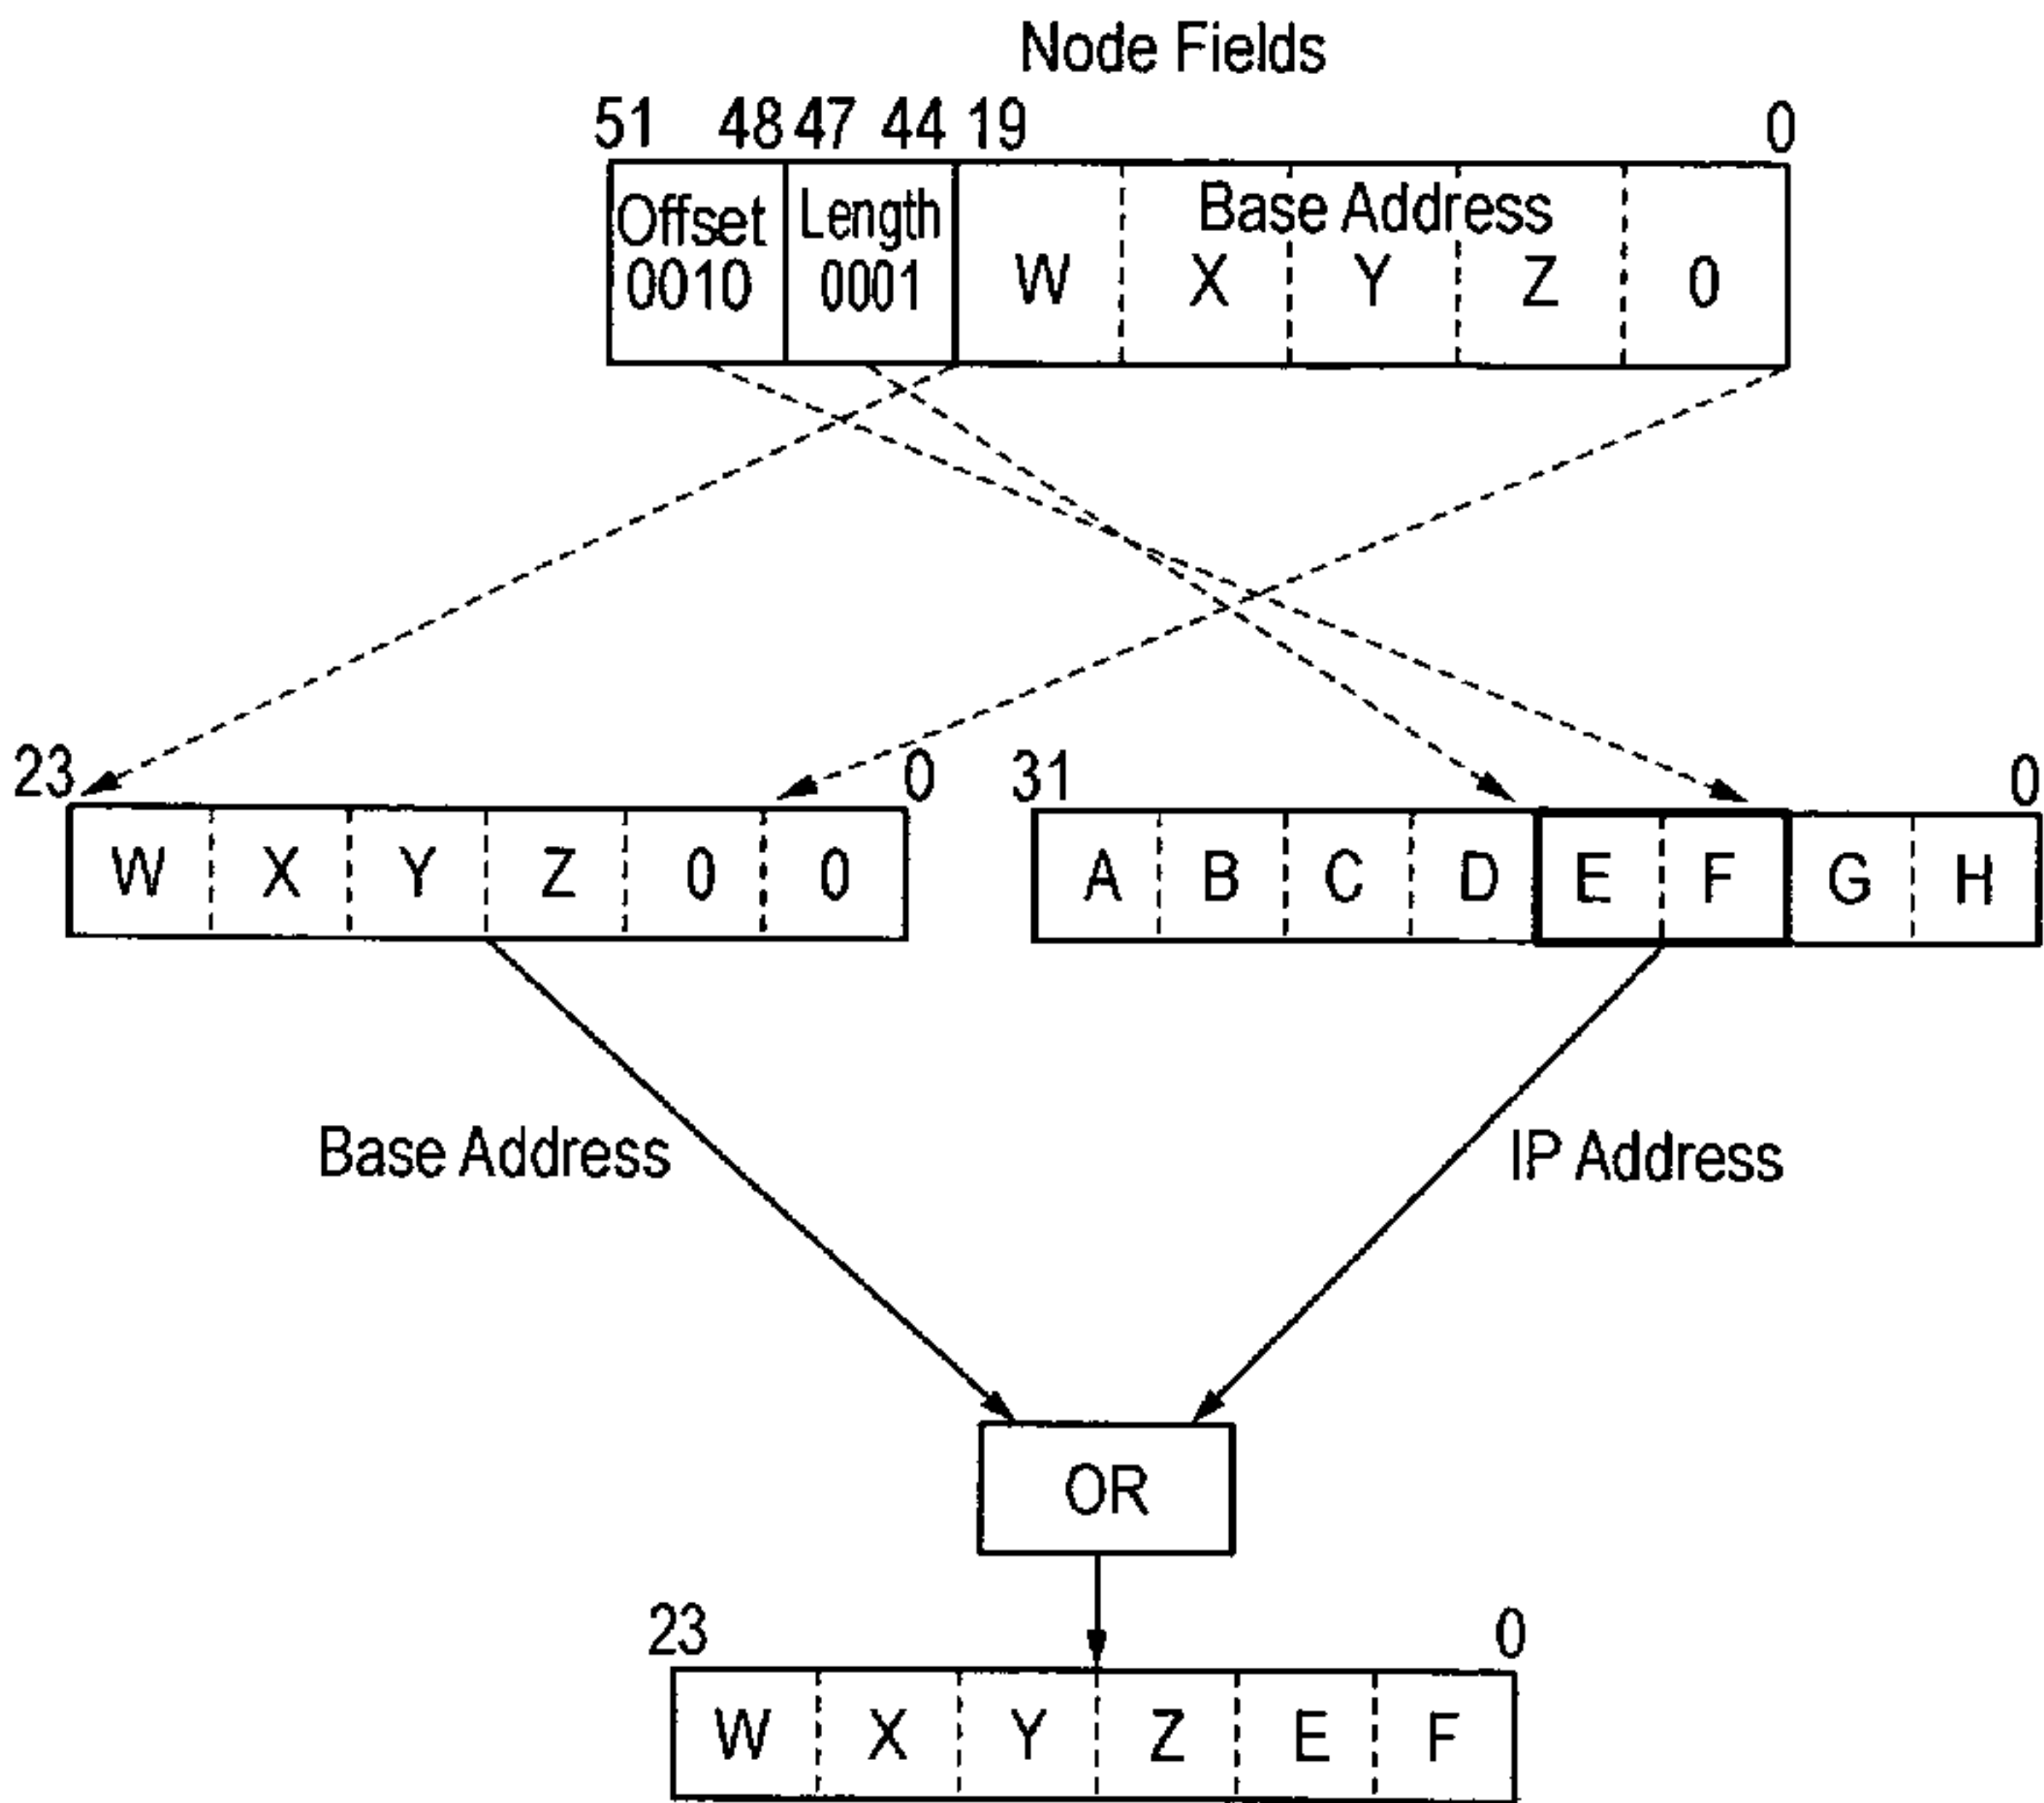 Node Fields
51 48 47 44 19 0
Offset Length Base Address
0010 0001 W X Y Z 0
23 0 31 0
W X Y Z 0 0 A B C D E F G H
Base Address IP Address
OR
23 0
W X Y Z E F